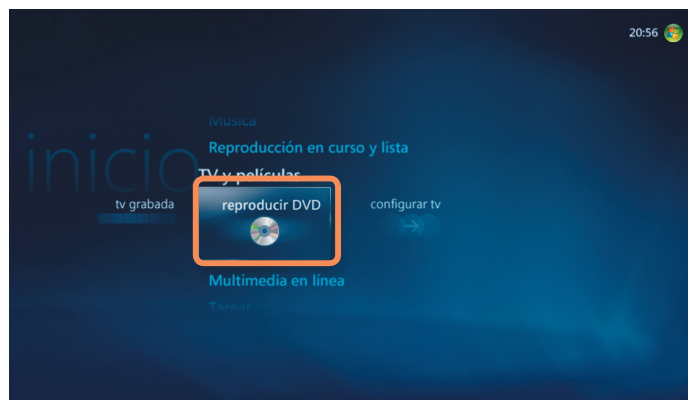 20:56
inicio
Música
Reproducción en curso y lista
TV y películas
tv grabada
reproducir DVD
configurar tv
Multimedia en línea
Tareas